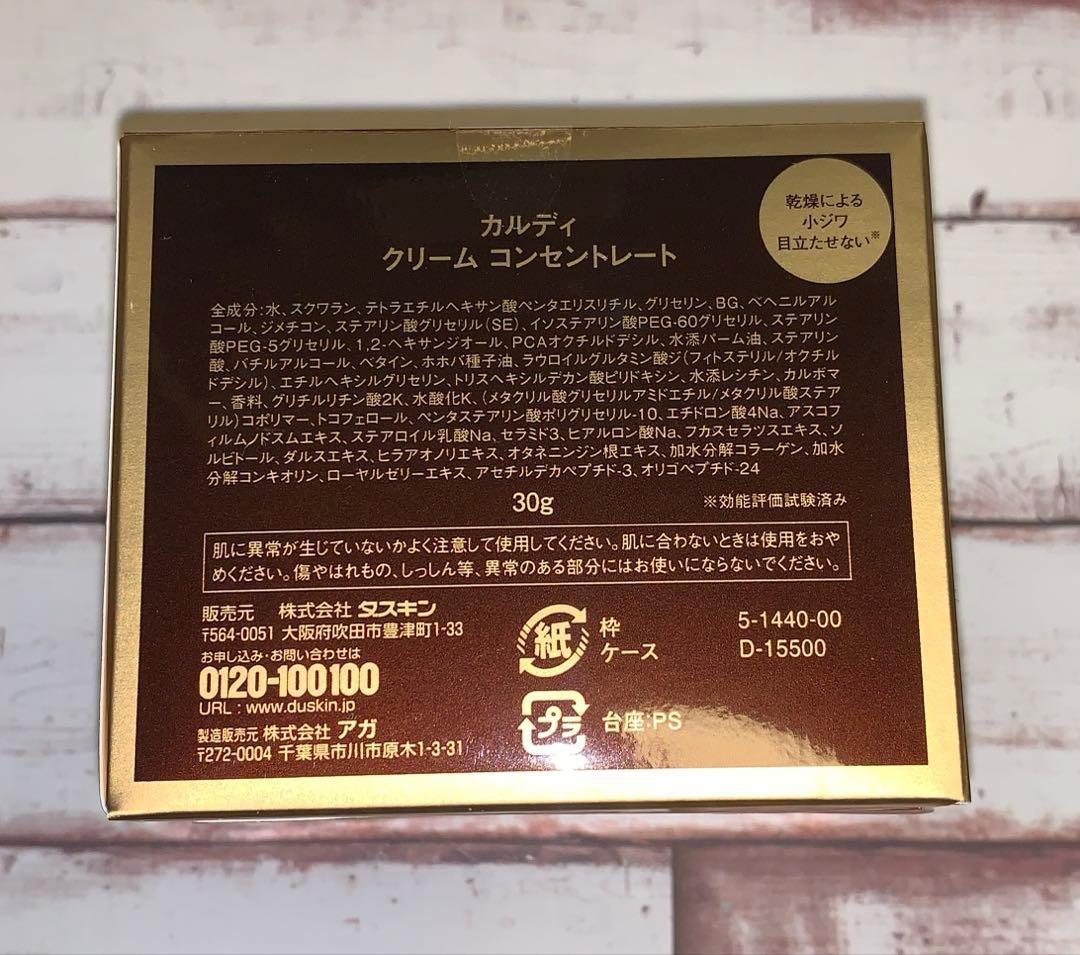 乾燥による
小ジワ
目立たせない※
カルディ
クリーム コンセントレート
全成分:水、スクワラン、テトラエチルヘキサン酸ペンタエリスリチル、グリセリン、BG、ベヘニルアル
コール、ジメチコン、ステアリン酸グリセリル(SE)、イソステアリン酸PEG-60グリセリル、ステアリン
酸PEG-5グリセリル、1,2-ヘキサンジオール、PCAオクチルドデシル、水添パーム油、ステアリン
酸、バチルアルコール、ベタイン、ホホバ種子油、ラウロイルグルタミン酸ジ(フィトステリル/オクチル
ドデシル)、エチルヘキシルグリセリン、トリスヘキシルデカン酸ピリドキシン、水添レシチン、カルボマ
ー、香料、グリチルリチン酸2K、水酸化K、(メタクリル酸グリセリルアミドエチル/メタクリル酸ステア
リル)コポリマー、トコフェロール、ペンタステアリン酸ポリグリセリル-10、エチドロン酸4Na、アスコフ
ィルムノドスムエキス、ステアロイル乳酸Na、セラミド3、ヒアルロン酸Na、フカスセラツスエキス、ソ
ルビトール、ダルスエキス、ヒラアオノリエキス、オタネニンジン根エキス、加水分解コラーゲン、加水
分解コンキオリン、ローヤルゼリーエキス、アセチルデカペプチド-3、オリゴペプチド-24
30g
※効能評価試験済み
肌に異常が生じていないかよく注意して使用してください。肌に合わないときは使用をおや
めください。傷やはれもの、しっしん等、異常のある部分にはお使いにならないでください。
販売元 株式会社 ダスキン
〒564-0051 大阪府吹田市豊津町1-33
お申し込み・お問い合わせは
0120-100100
URL : www.duskin.jp
製造販売元 株式会社 アガ
〒272-0004 千葉県市川市原木1-3-31
紙
枠
ケース
プラ
台座:PS
5-1440-00
D-15500